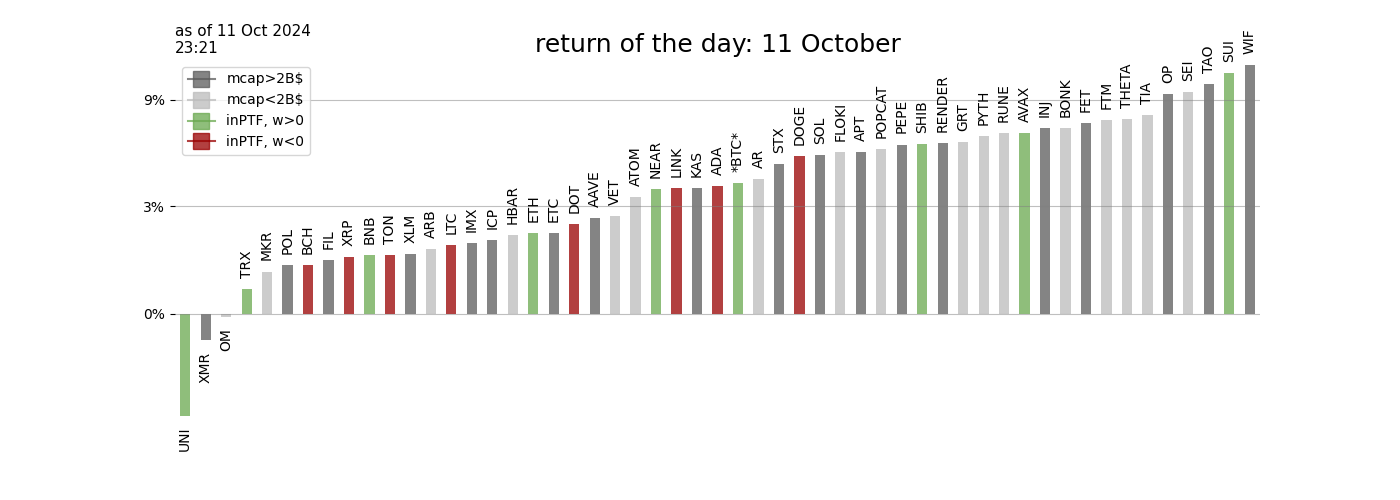 as of 11 Oct 2024
23:21
return of the day: 11 October
mcap>2B$
mcap<2B$
inPTF, w>0
inPTF, w<0
9%
3%
0%
UNI
XMR
OM
TRX
MKR
POL
BCH
FIL
XRP
BNB
TON
XLM
ARB
LTC
IMX
ICP
HBAR
ETH
ETC
DOT
AAVE
VET
ATOM
NEAR
LINK
KAS
ADA
*BTC*
AR
STX
DOGE
SOL
FLOKI
APT
POPCAT
PEPE
SHIB
RENDER
GRT
PYTH
RUNE
AVAX
INJ
BONK
FET
FTM
THETA
TIA
OP
SEI
TAO
SUI
WIF